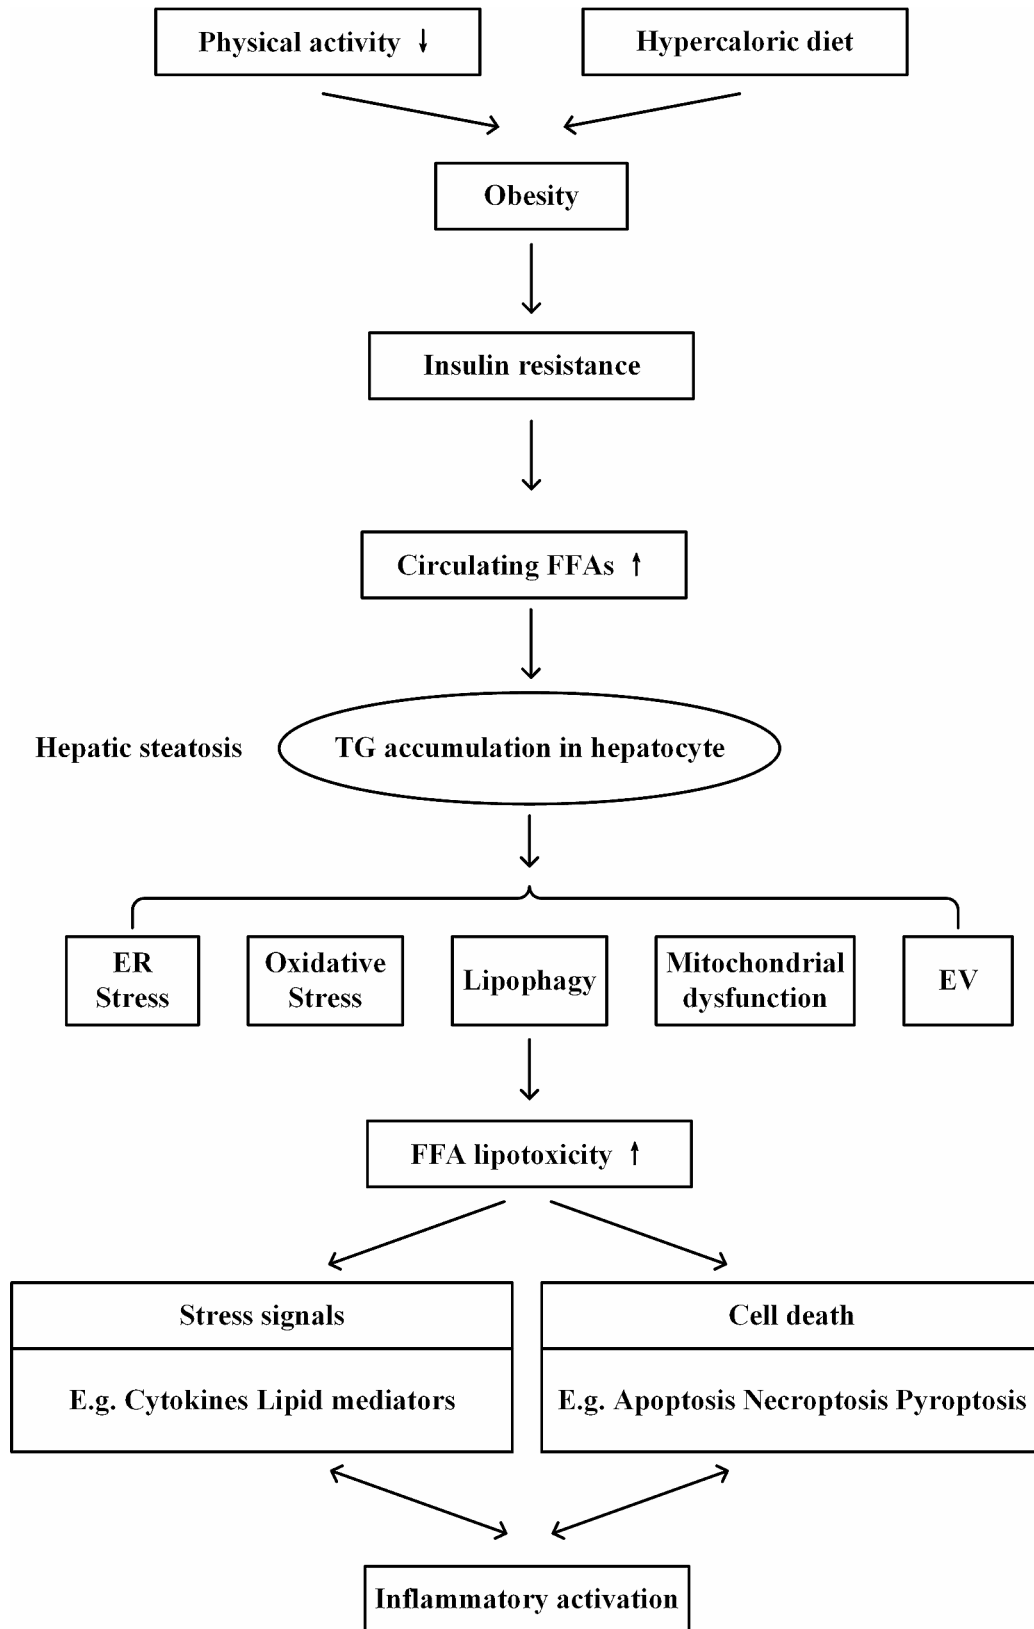 Physical activity ↓
Hypercaloric diet
Obesity
Insulin resistance
Circulating FFAs ↑
Hepatic steatosis
TG accumulation in hepatocyte
ER
Stress
Oxidative
Stress
Lipophagy
Mitochondrial
dysfunction
EV
FFA lipotoxicity ↑
Stress signals
E.g. Cytokines Lipid mediators
Cell death
E.g. Apoptosis Necroptosis Pyroptosis
Inflammatory activation